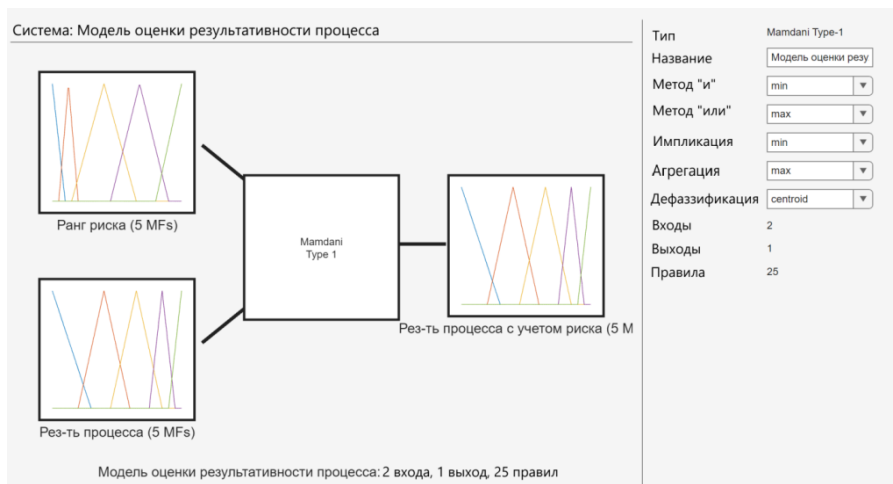 Система: Модель оценки результативности процесса
Ранг риска (5 MFs)
Mamdani
Type 1
Рез-ть процесса (5 MFs)
Рез-ть процесса с учетом риска (5 M
Модель оценки результативности процесса: 2 входа, 1 выход, 25 правил
Тип Mamdani Type-1
Название Модель оценки резу
Метод "и" min
Метод "или" max
Импликация min
Агрегация max
Дефаззификация centroid
Входы 2
Выходы 1
Правила 25